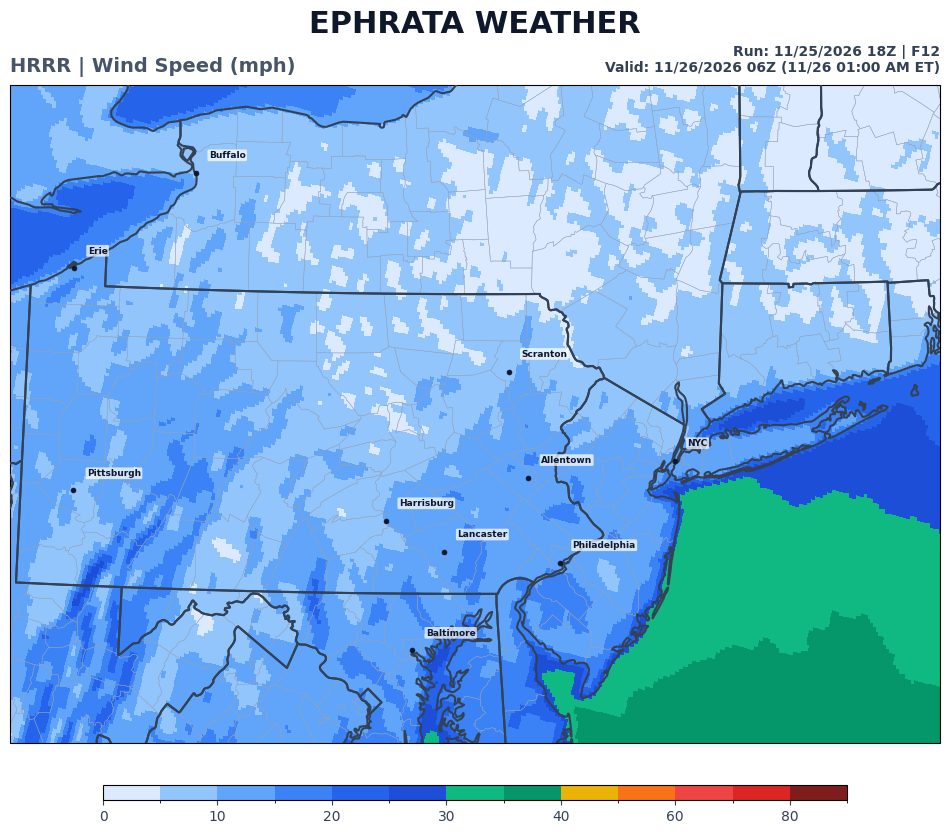 EPHRATA WEATHER
HRRR | Wind Speed (mph)
Run: 11/25/2026 18Z | F12
Valid: 11/26/2026 06Z (11/26 01:00 AM ET)
Buffalo
Erie
Scranton
NYC
Allentown
Pittsburgh
Harrisburg
Lancaster
Philadelphia
Baltimore
0 10 20 30 40 50 60 70 80